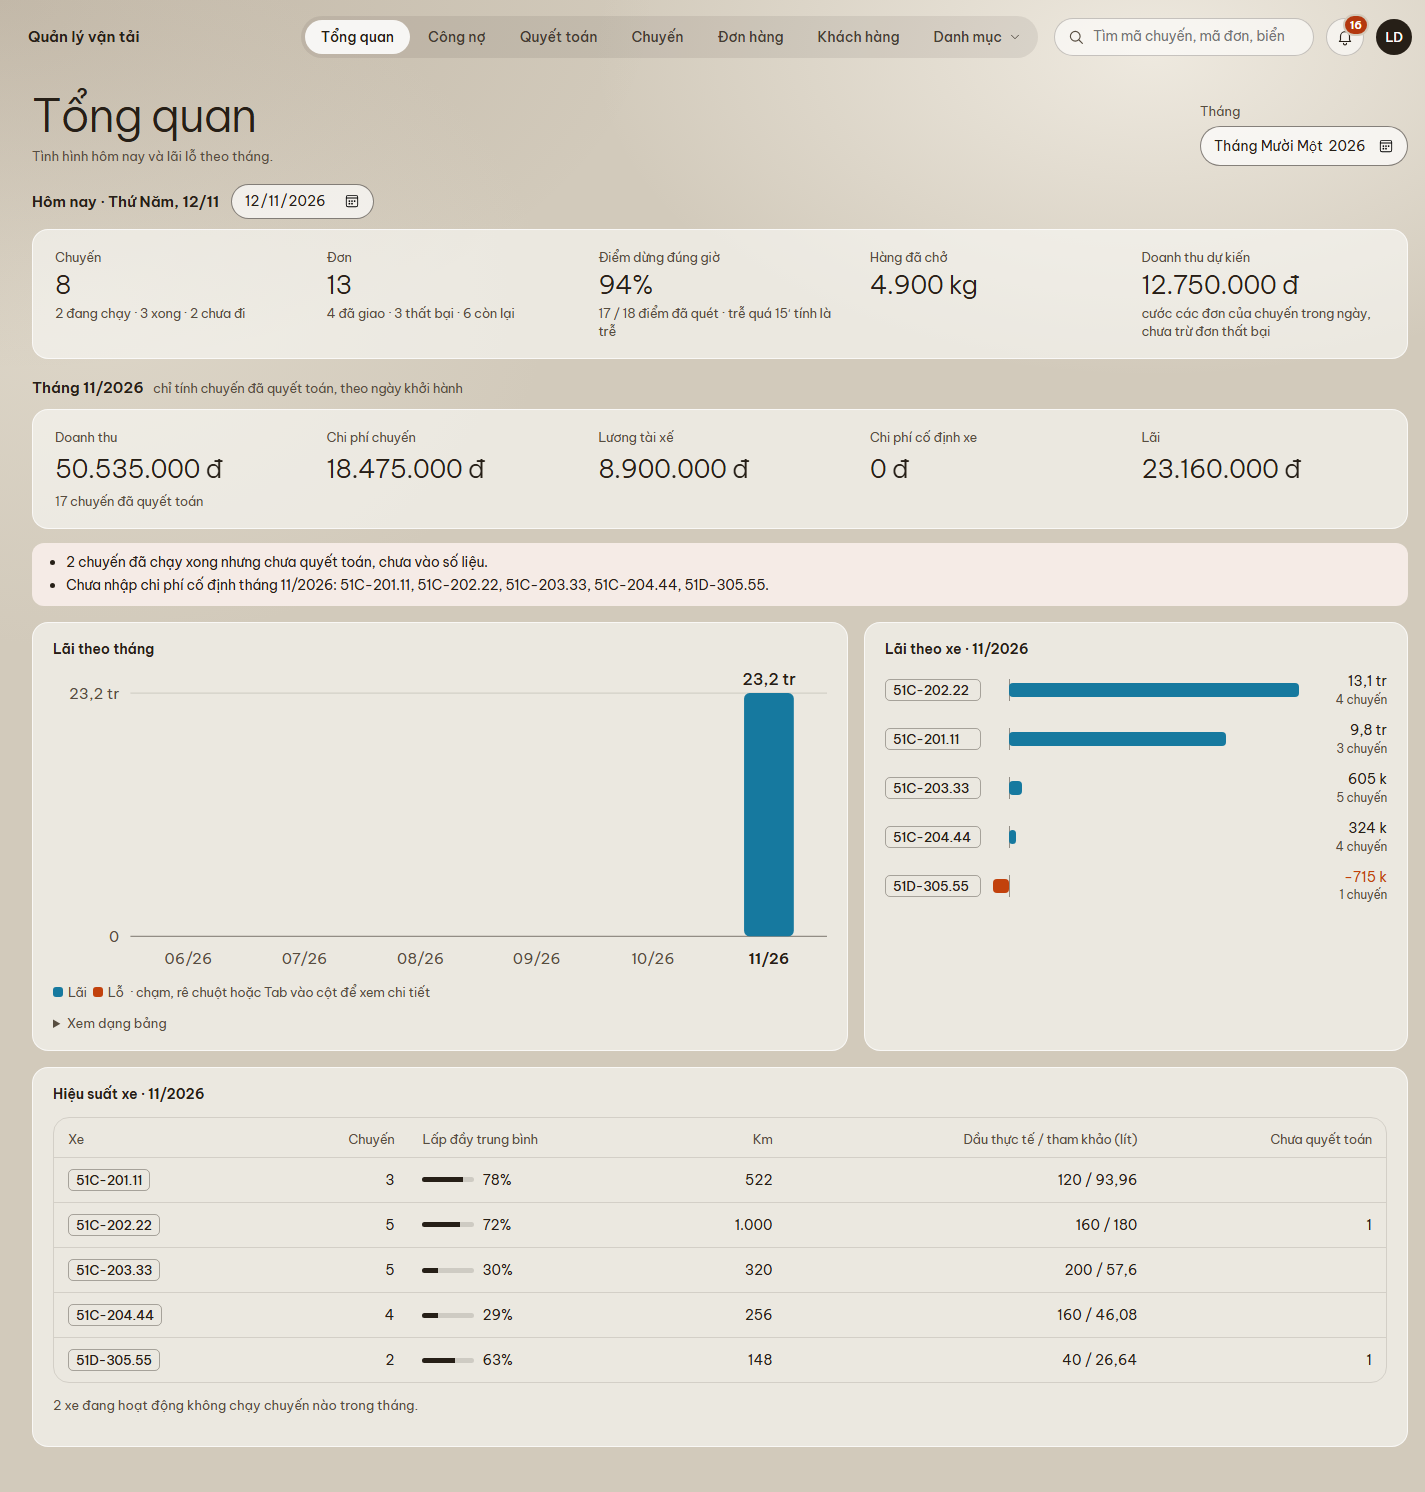 Quản lý vận tải
Tổng quan
Công nợ
Quyết toán
Chuyến
Đơn hàng
Khách hàng
Danh mục
Tìm mã chuyến, mã đơn, biển
16
LD
Tổng quan
Tình hình hôm nay và lãi lỗ theo tháng.
Tháng
Tháng Mười Một 2026
Hôm nay · Thứ Năm, 12/11
12/11/2026
Chuyến
8
2 đang chạy · 3 xong · 2 chưa đi
Đơn
13
4 đã giao · 3 thất bại · 6 còn lại
Điểm dừng đúng giờ
94%
17 / 18 điểm đã quét · trễ quá 15' tính là
trễ
Hàng đã chở
4.900 kg
Doanh thu dự kiến
12.750.000 đ
cước các đơn của chuyến trong ngày,
chưa trừ đơn thất bại
Tháng 11/2026 chỉ tính chuyến đã quyết toán, theo ngày khởi hành
Doanh thu
50.535.000 đ
17 chuyến đã quyết toán
Chi phí chuyến
18.475.000 đ
Lương tài xế
8.900.000 đ
Chi phí cố định xe
0 đ
Lãi
23.160.000 đ
• 2 chuyến đã chạy xong nhưng chưa quyết toán, chưa vào số liệu.
• Chưa nhập chi phí cố định tháng 11/2026: 51C-201.11, 51C-202.22, 51C-203.33, 51C-204.44, 51D-305.55.
Lãi theo tháng
23,2 tr
23,2 tr
0
06/26 07/26 08/26 09/26 10/26 11/26
Lãi Lỗ · chạm, rê chuột hoặc Tab vào cột để xem chi tiết
▶ Xem dạng bảng
Lãi theo xe · 11/2026
51C-202.22
13,1 tr
4 chuyến
51C-201.11
9,8 tr
3 chuyến
51C-203.33
605 k
5 chuyến
51C-204.44
324 k
4 chuyến
51D-305.55
-715 k
1 chuyến
Hiệu suất xe · 11/2026
Xe Chuyến Lấp đầy trung bình Km Dầu thực tế / tham khảo (lít) Chưa quyết toán
51C-201.11 3 78% 522 120 / 93,96
51C-202.22 5 72% 1.000 160 / 180 1
51C-203.33 5 30% 320 200 / 57,6
51C-204.44 4 29% 256 160 / 46,08
51D-305.55 2 63% 148 40 / 26,64 1
2 xe đang hoạt động không chạy chuyến nào trong tháng.